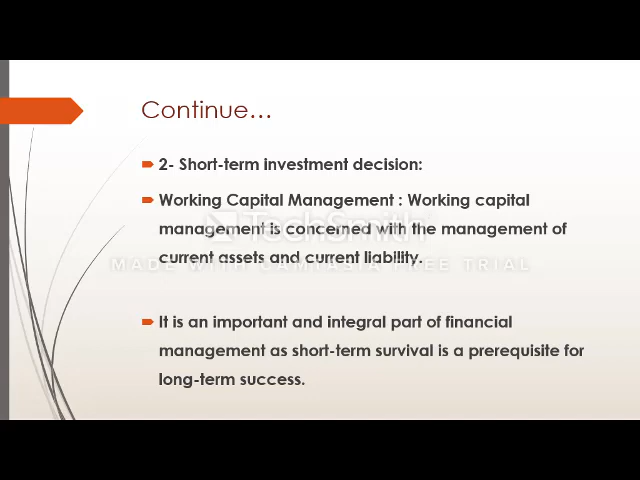 Continue...
2- Short-term investment decision:
Working Capital Management : Working capital
management is concerned with the management of
current assets and current liability.
TechSmith
MADE WITH CAMTASIA FREE TRIAL
It is an important and integral part of financial
management as short-term survival is a prerequisite for
long-term success.